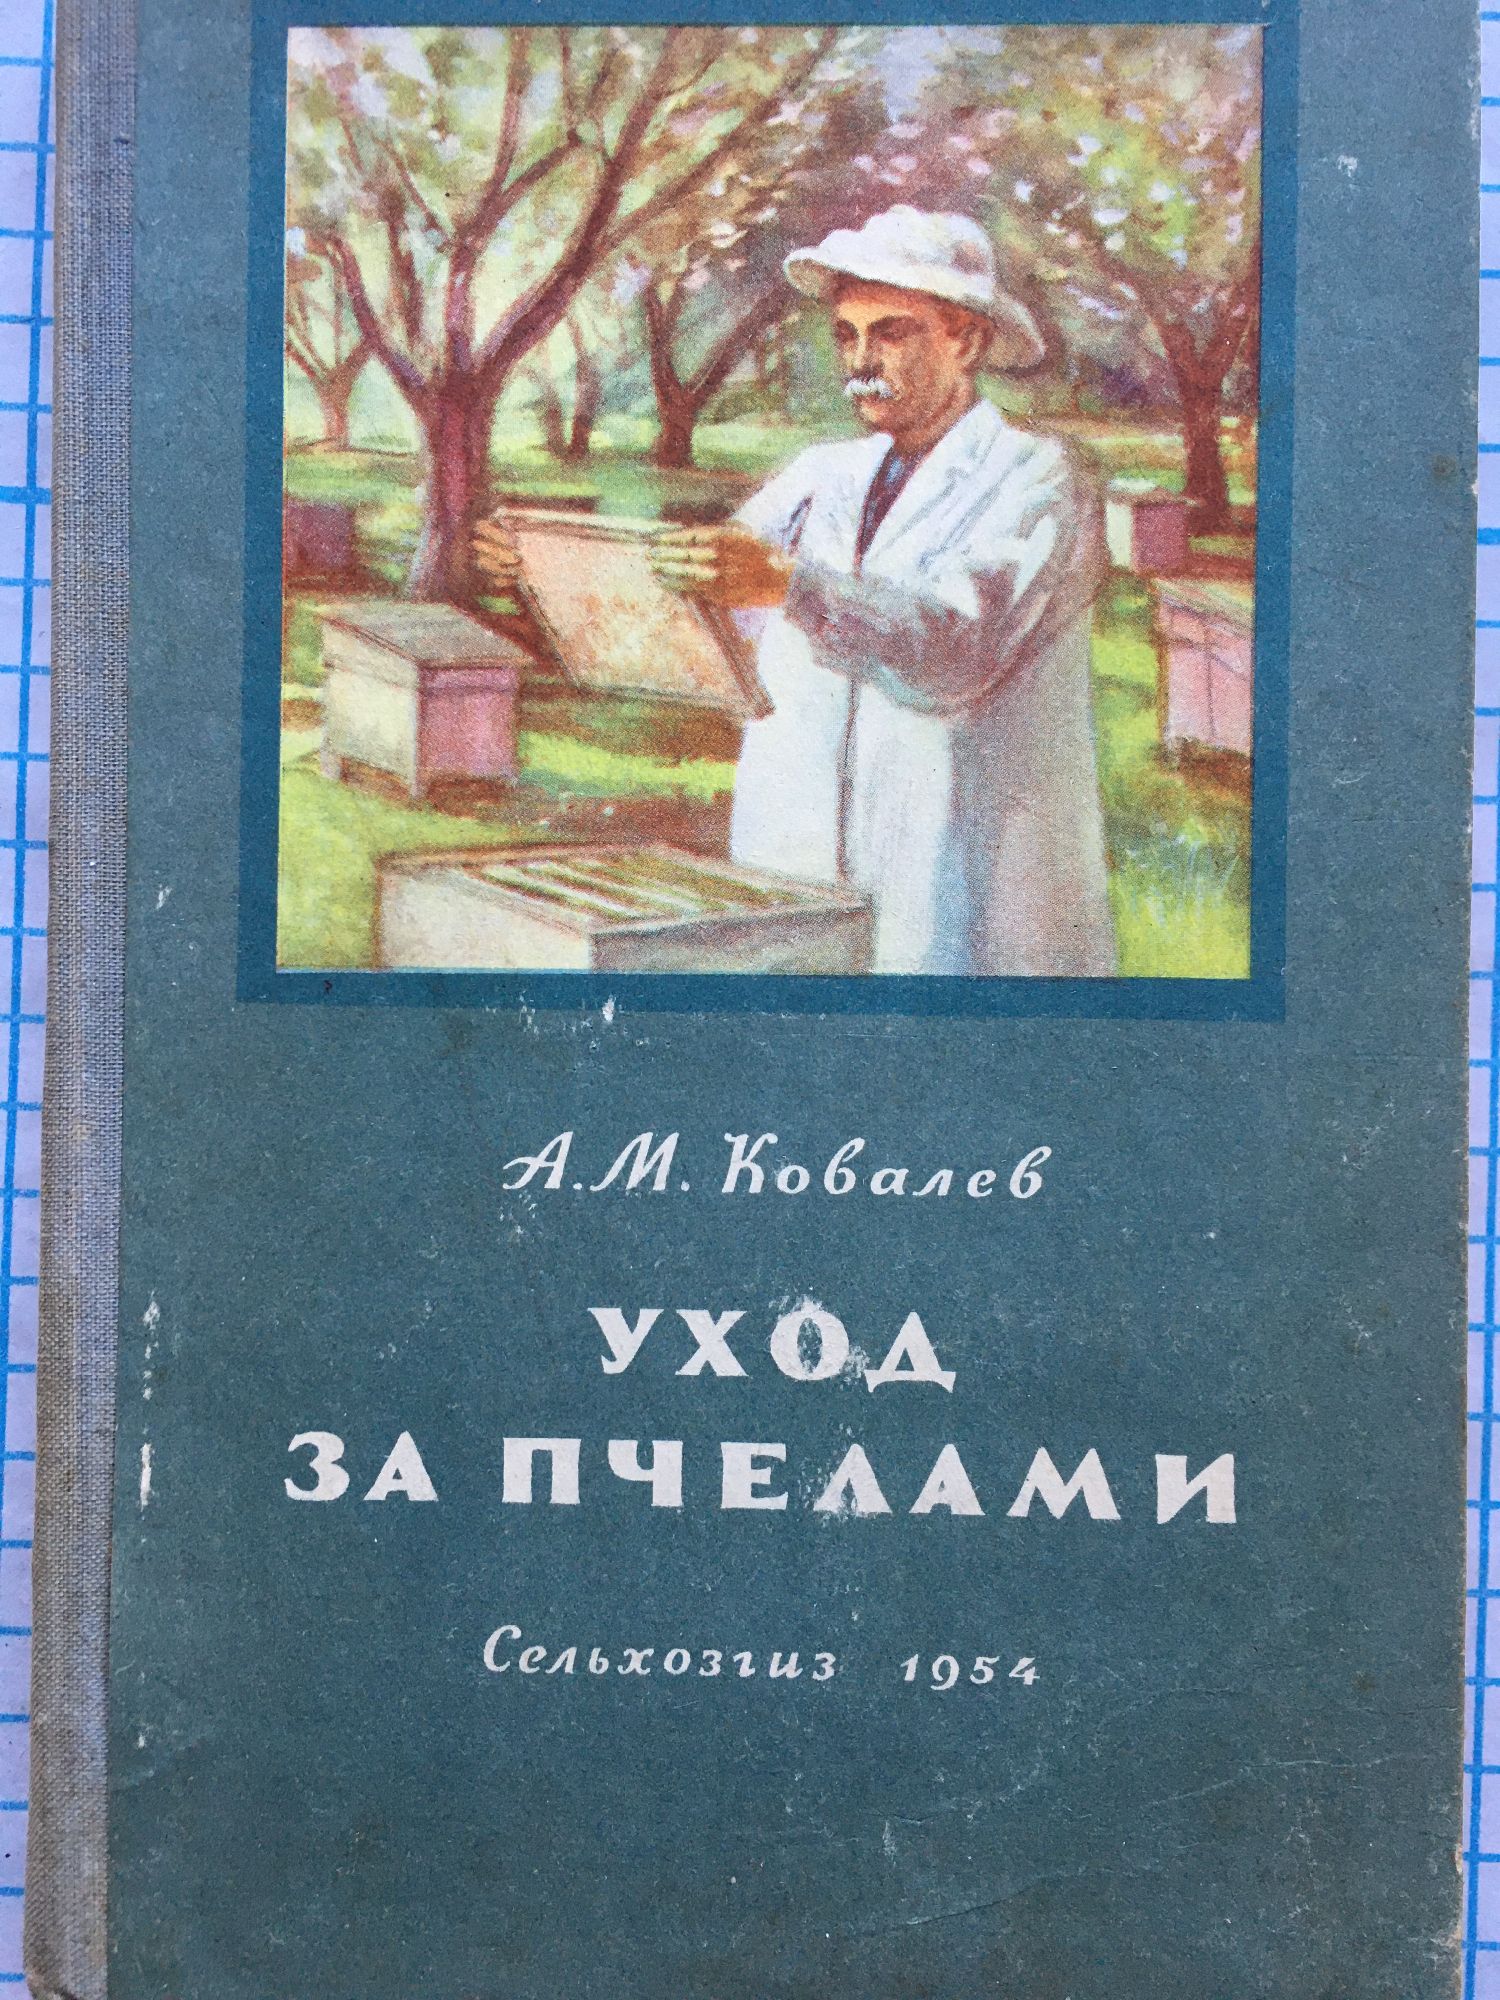 А.М. Ковалев
УХОД
ЗА ПЧЕЛАМИ
Сельхозгиз 1954